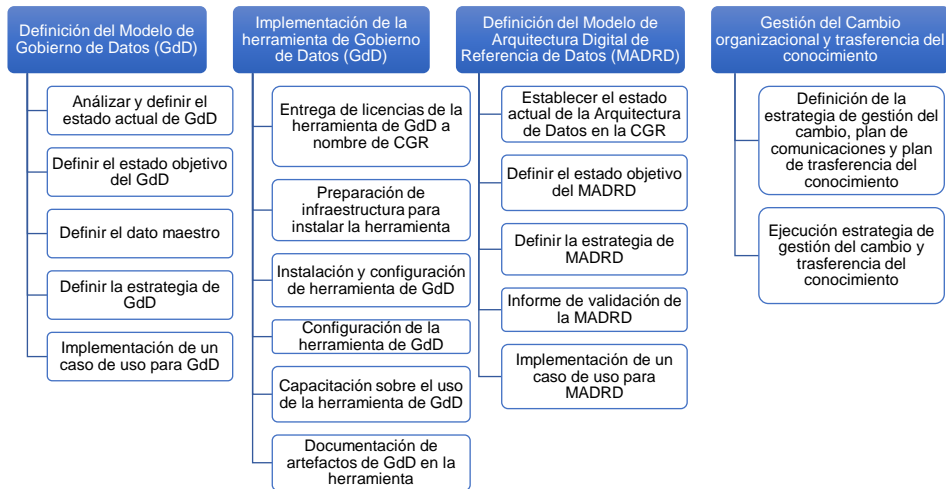 Definición del Modelo de
Gobierno de Datos (GdD)
Análizar y definir el
estado actual de GdD
Definir el estado objetivo
del GdD
Definir el dato maestro
Definir la estrategia de
GdD
Implementación de un
caso de uso para GdD
Implementación de la
herramienta de Gobierno
de Datos (GdD)
Entrega de licencias de la
herramienta de GdD a
nombre de CGR
Preparación de
infraestructura para
instalar la herramienta
Instalación y configuración
de herramienta de GdD
Configuración de la
herramienta de GdD
Capacitación sobre el uso
de la herramienta de GdD
Documentación de
artefactos de GdD en la
herramienta
Definición del Modelo de
Arquitectura Digital de
Referencia de Datos (MADRD)
Establecer el estado
actual de la Arquitectura
de Datos en la CGR
Definir el estado objetivo
del MADRD
Definir la estrategia de
MADRD
Informe de validación de
la MADRD
Implementación de un
caso de uso para
MADRD
Gestión del Cambio
organizacional y trasferencia del
conocimiento
Definición de la
estrategia de gestión del
cambio, plan de
comunicaciones y plan
de trasferencia del
conocimiento
Ejecución estrategia de
gestión del cambio y
trasferencia del
conocimiento